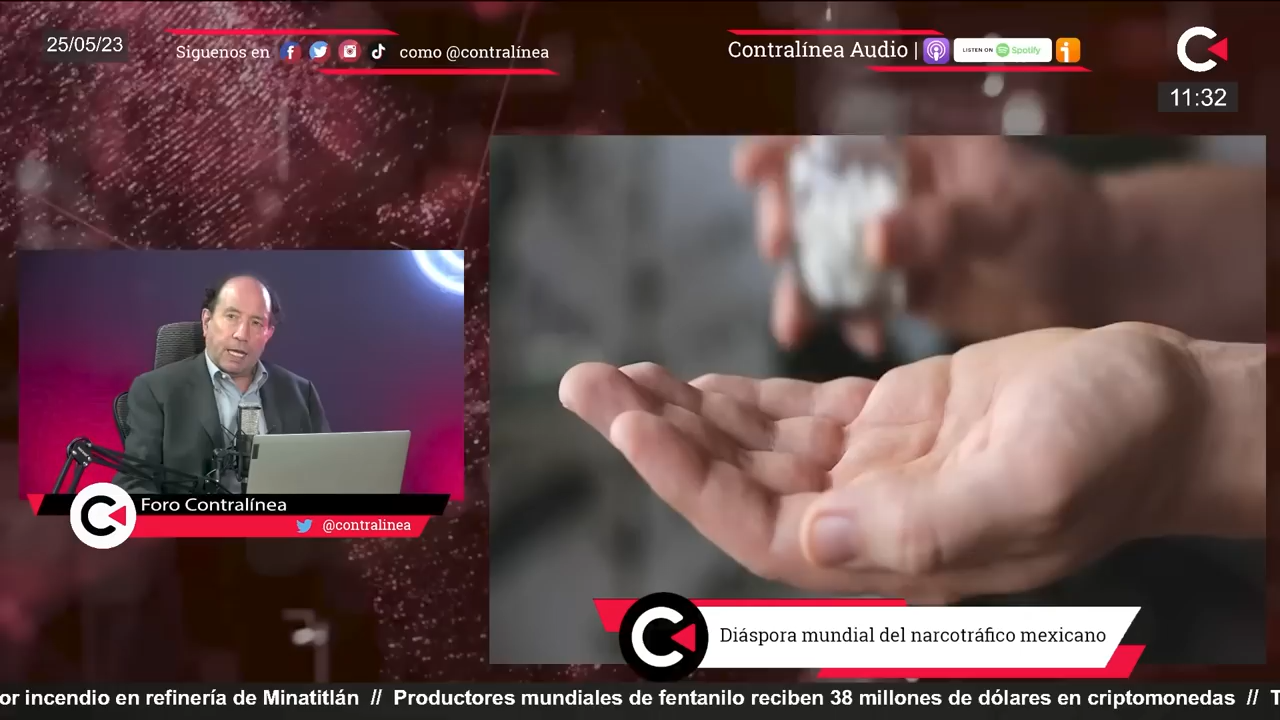 25/05/23
Síguenos en
como @contralínea
Contralínea Audio |
LISTEN ON
Spotify
11:32
Foro Contralínea
@contralinea
Diáspora mundial del narcotráfico mexicano
or incendio en refinería de Minatitlán // Productores mundiales de fentanilo reciben 38 millones de dólares en criptomonedas // T